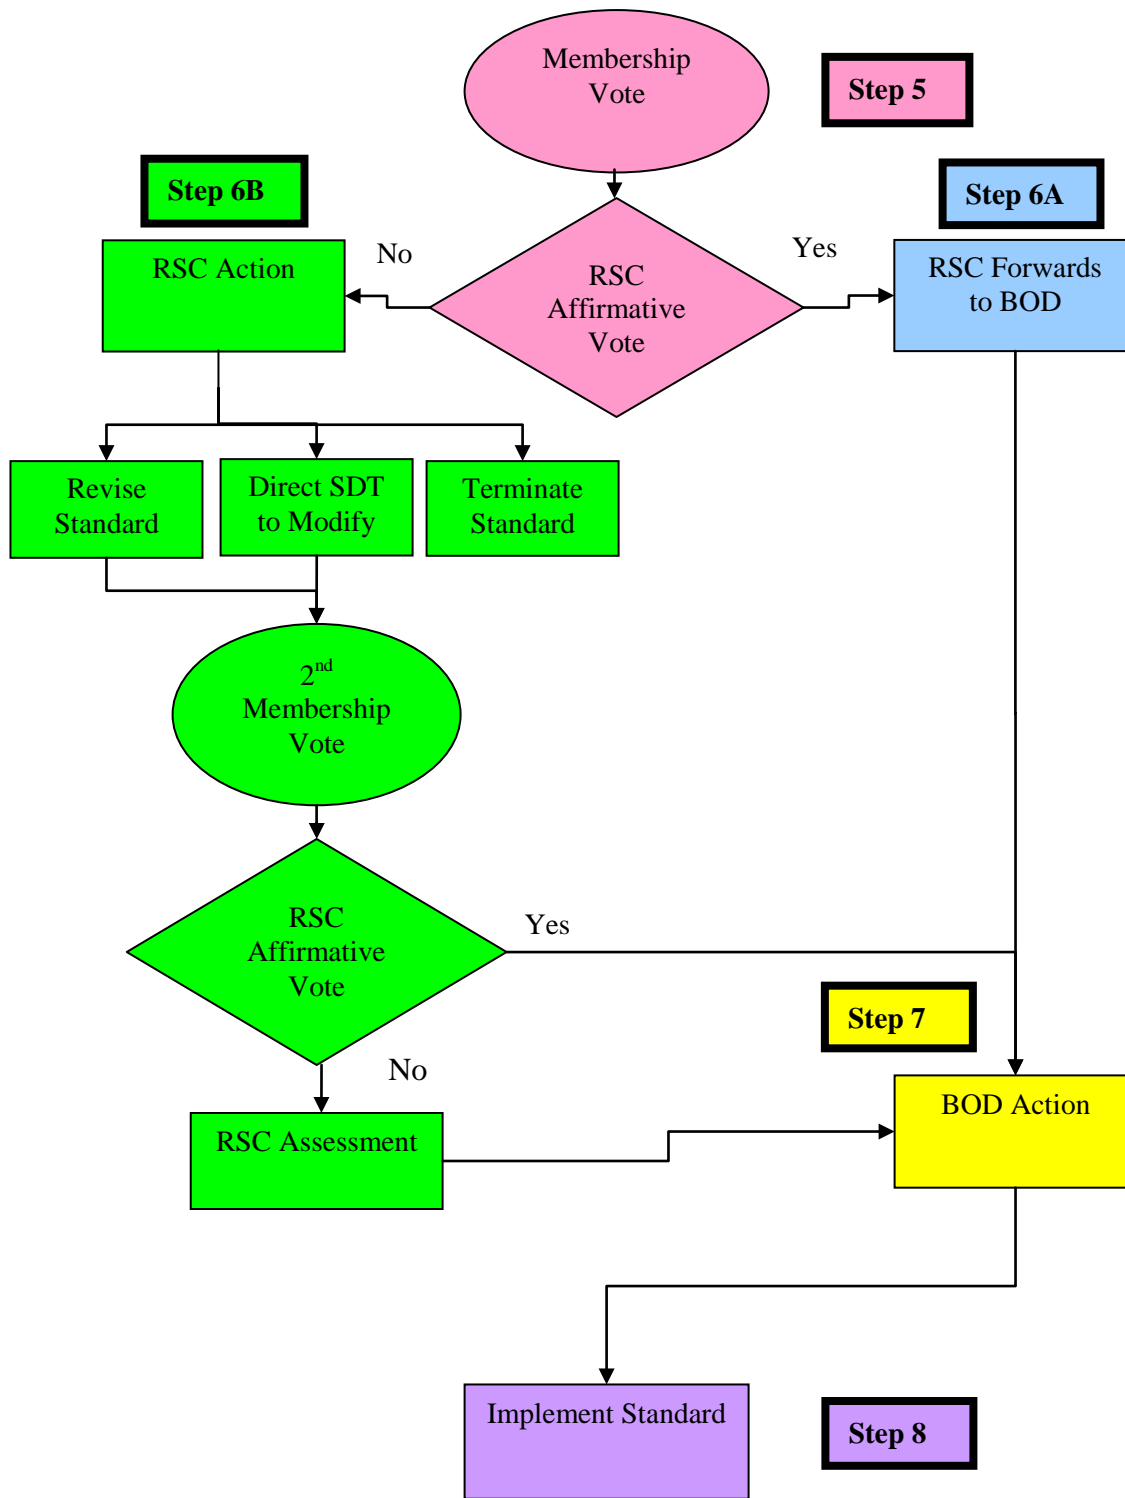 Membership
Vote
Step 5
Step 6B
Step 6A
No
Yes
RSC Action
RSC
Affirmative
Vote
RSC Forwards
to BOD
Revise
Standard
Direct SDT
to Modify
Terminate
Standard
2nd
Membership
Vote
RSC
Affirmative
Vote
Yes
Step 7
No
BOD Action
RSC Assessment
Implement Standard
Step 8